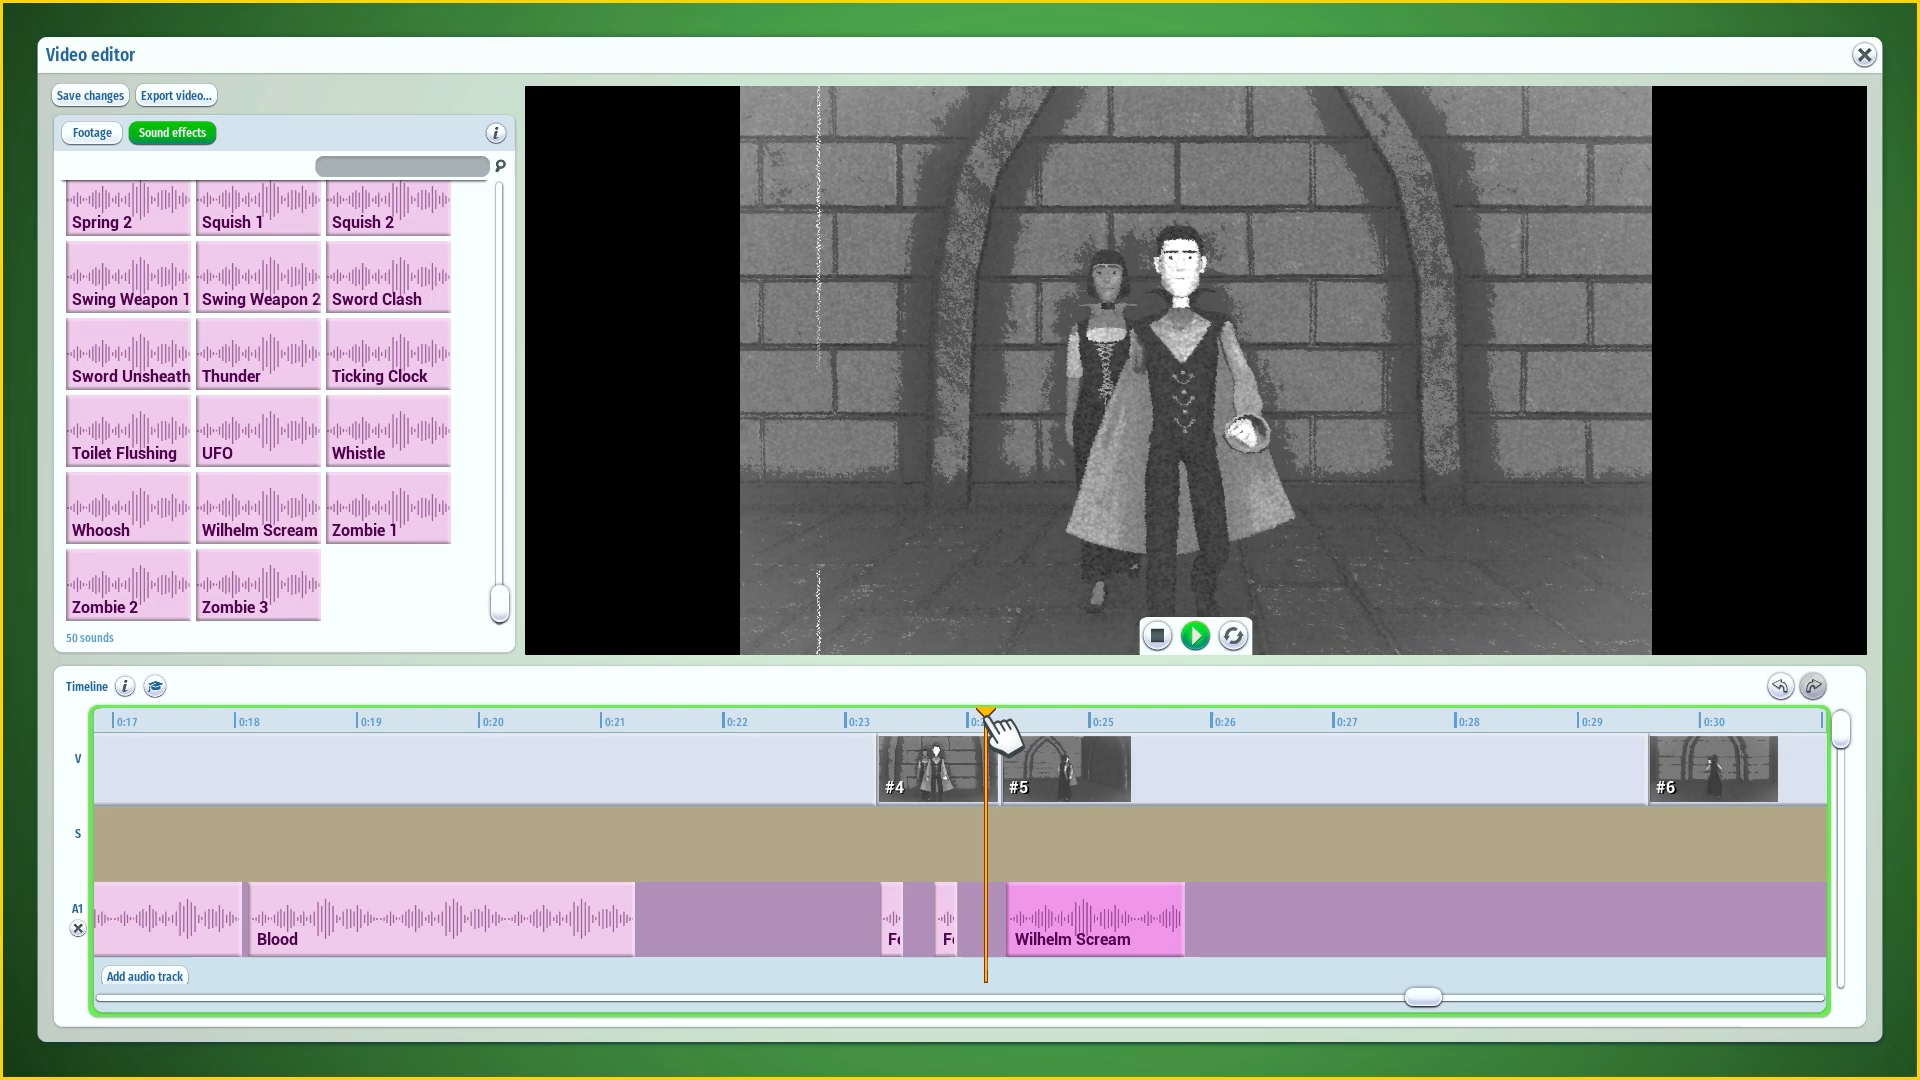 Video editor
Save changes
Export video...
Footage
Sound effects
i
Spring 2
Squish 1
Squish 2
Swing Weapon 1
Swing Weapon 2
Sword Clash
Sword Unsheath
Thunder
Ticking Clock
Toilet Flushing
UFO
Whistle
Whoosh
Wilhelm Scream
Zombie 1
Zombie 2
Zombie 3
50 sounds
Timeline
i
0:17
0:18
0:19
0:20
0:21
0:22
0:23
0:25
0:26
0:27
0:28
0:29
0:30
V
#4
#5
#6
S
A1
Blood
Wilhelm Scream
Add audio track